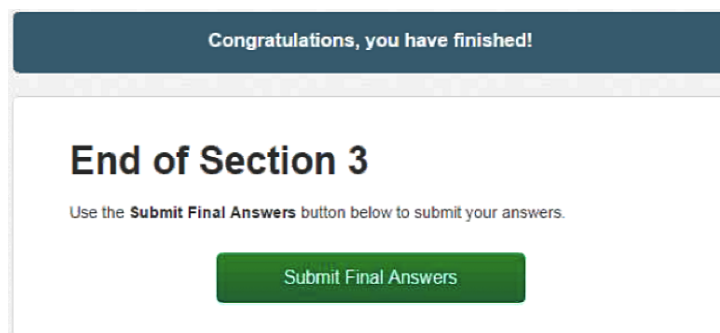 Congratulations, you have finished!
End of Section 3
Use the Submit Final Answers button below to submit your answers.
Submit Final Answers